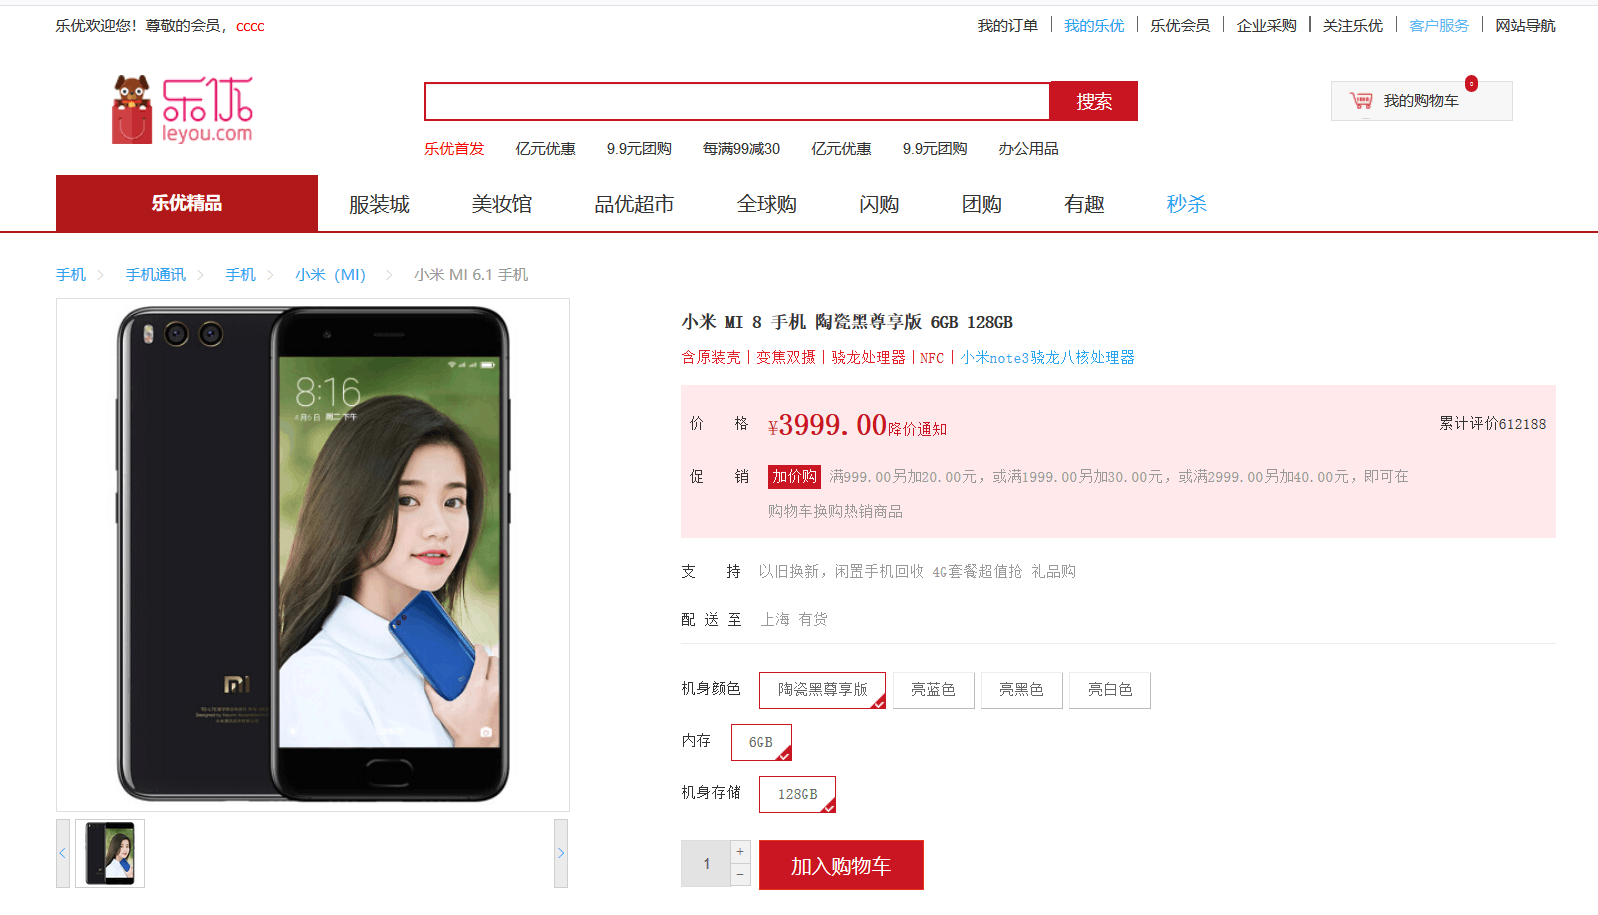 乐优欢迎您！尊敬的会员，cccc
我的订单 我的乐优 乐优会员 企业采购 关注乐优 客户服务 网站导航
乐优
leyou.com
搜索
0
我的购物车
乐优首发 亿元优惠 9.9元团购 每满99减30 亿元优惠 9.9元团购 办公用品
乐优精品 服装城 美妆馆 品优超市 全球购 闪购 团购 有趣 秒杀
手机 > 手机通讯 > 手机 > 小米（MI） > 小米 MI 6.1 手机
8:16
4月6日 周二 下午
MI
小米 MI 8 手机 陶瓷黑尊享版 6GB 128GB
含原装壳丨变焦双摄丨骁龙处理器丨NFC丨小米note3骁龙八核处理器
价 格 ¥3999.00降价通知 累计评价612188
促 销 加价购 满999.00另加20.00元，或满1999.00另加30.00元，或满2999.00另加40.00元，即可在
购物车换购热销商品
支 持 以旧换新，闲置手机回收 4G套餐超值抢 礼品购
配 送 至 上海 有货
机身颜色 陶瓷黑尊享版 亮蓝色 亮黑色 亮白色
内存 6GB
机身存储 128GB
< >
1 + − 加入购物车